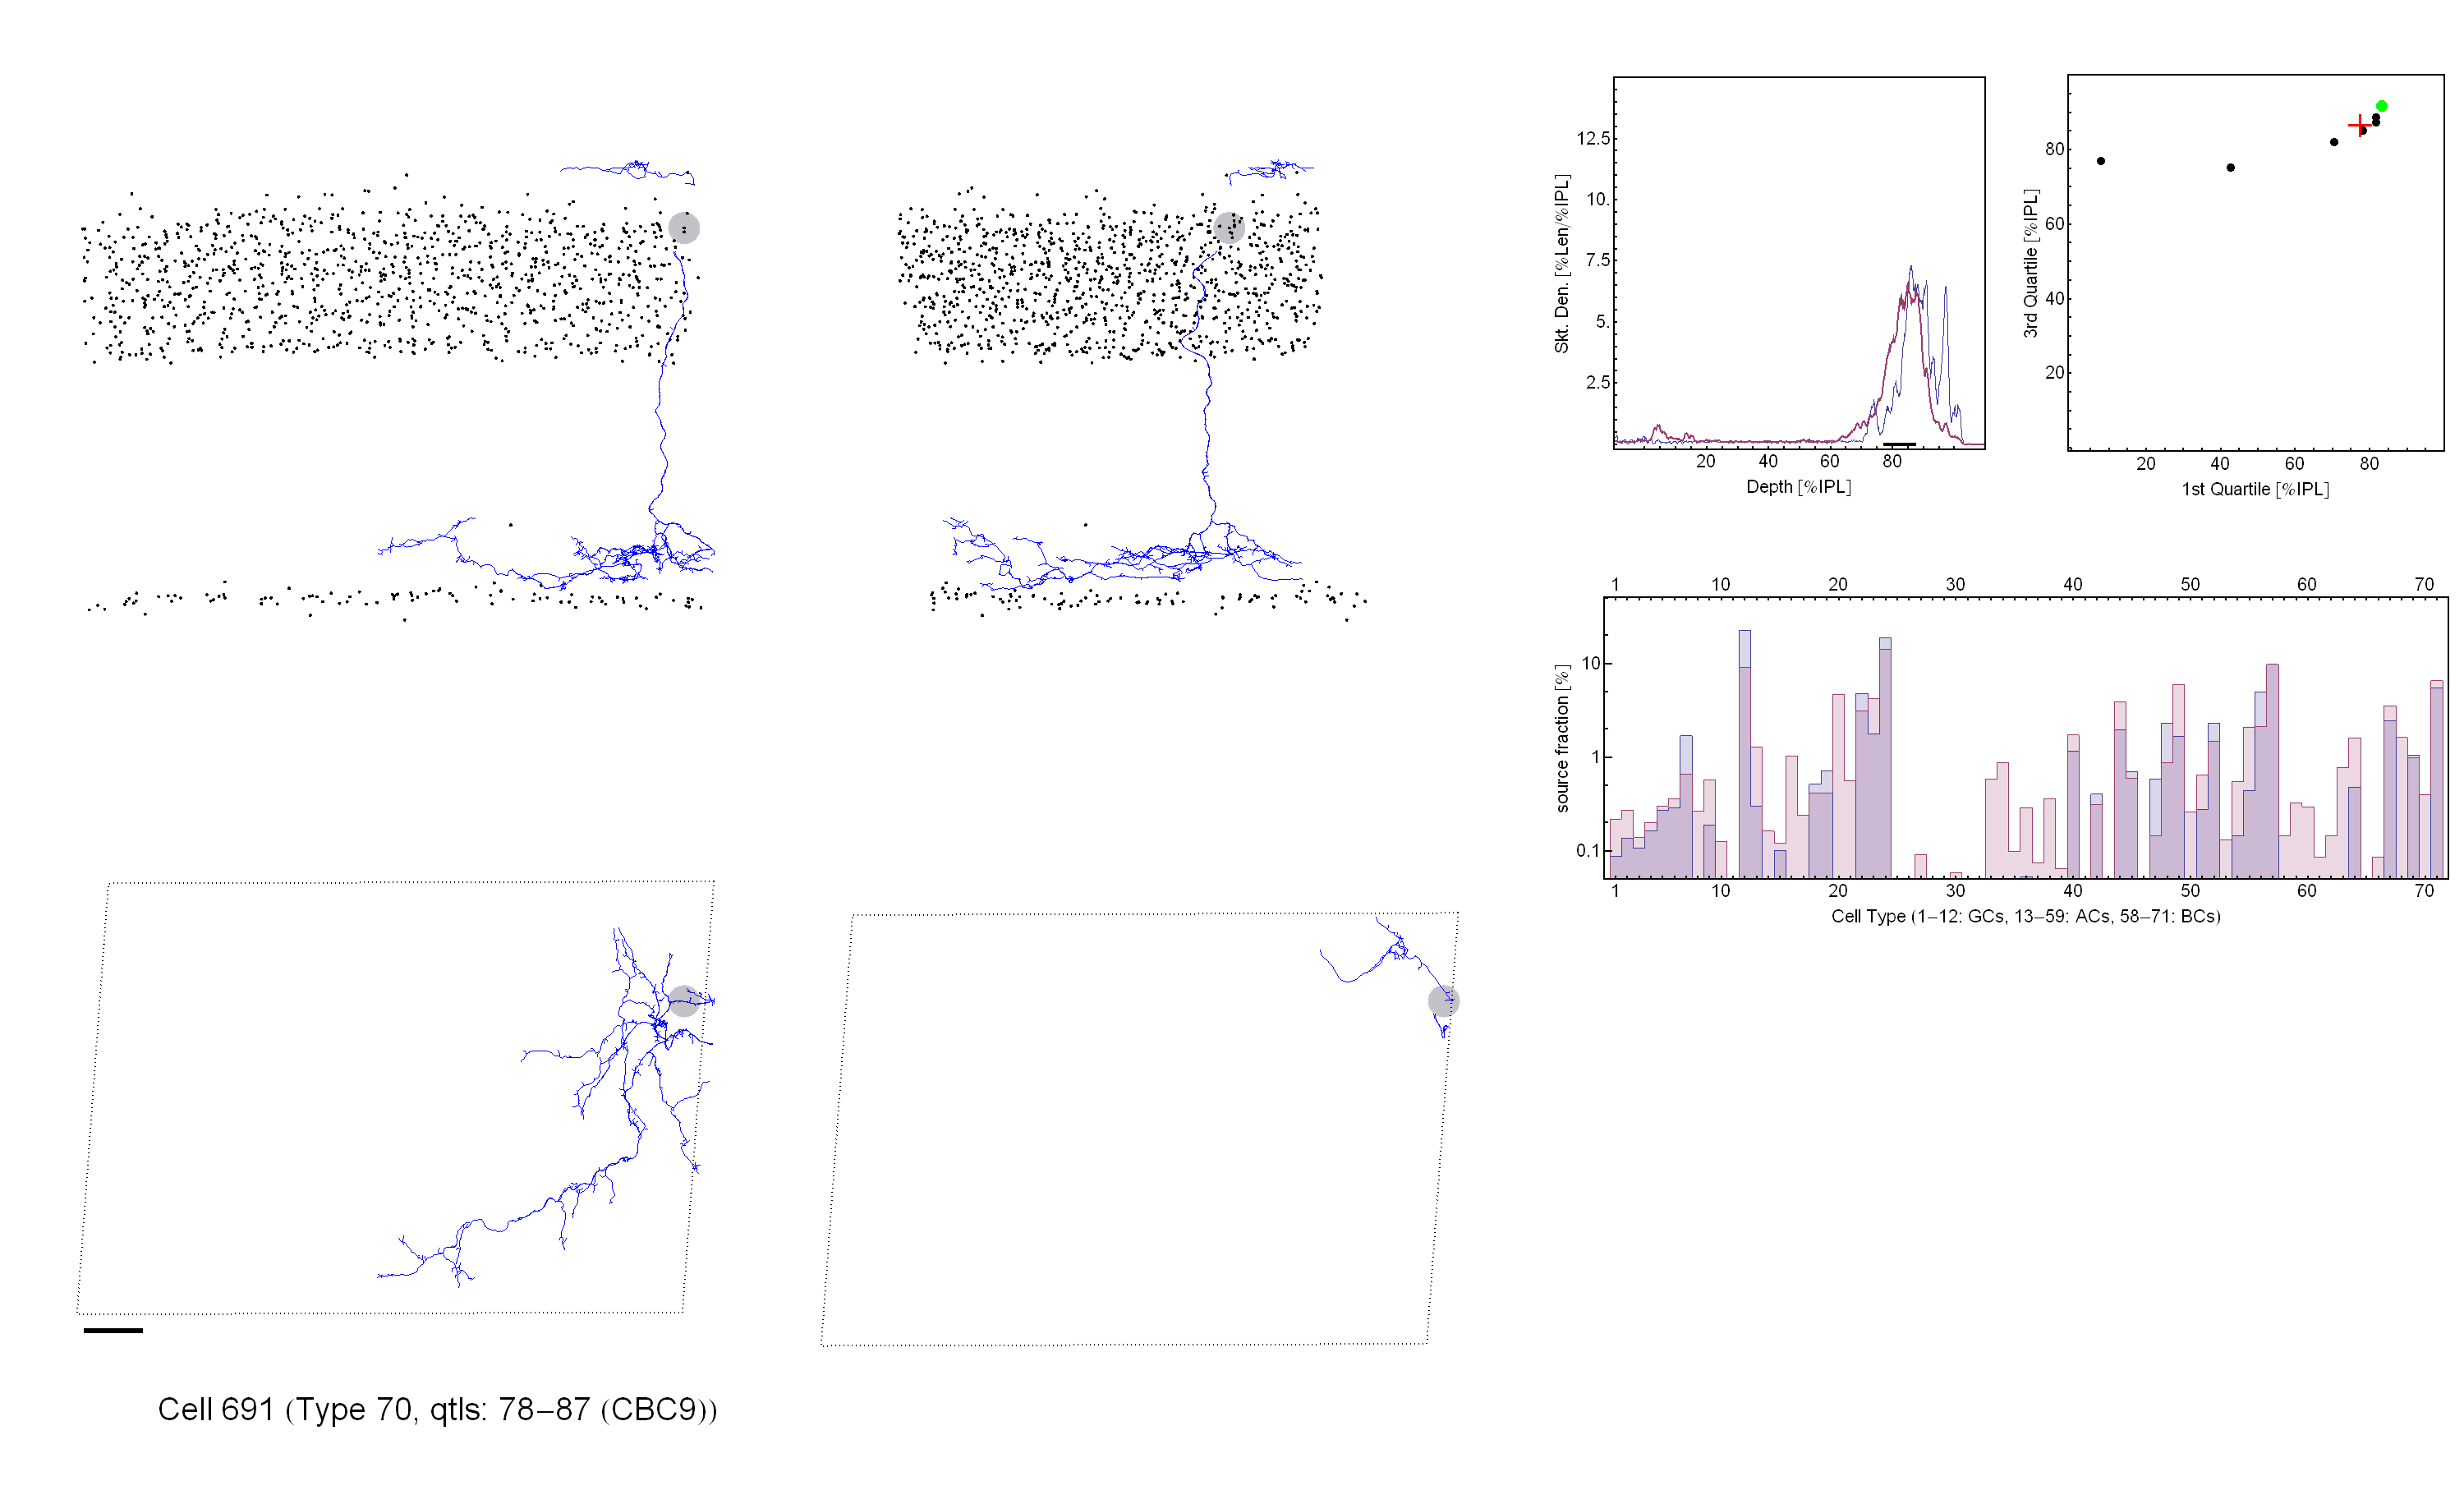 12.5
10.
7.5
5.
2.5
Skt. Den. [%Len/%IPL]
20 40 60 80
Depth [%IPL]
80
60
40
20
3rd Quartile [%IPL]
20 40 60 80
1st Quartile [%IPL]
1 10 20 30 40 50 60 70
10
1
0.1
source fraction [%]
1 10 20 30 40 50 60 70
Cell Type (1–12: GCs, 13–59: ACs, 58–71: BCs)
Cell 691 (Type 70, qtls: 78–87 (CBC9))